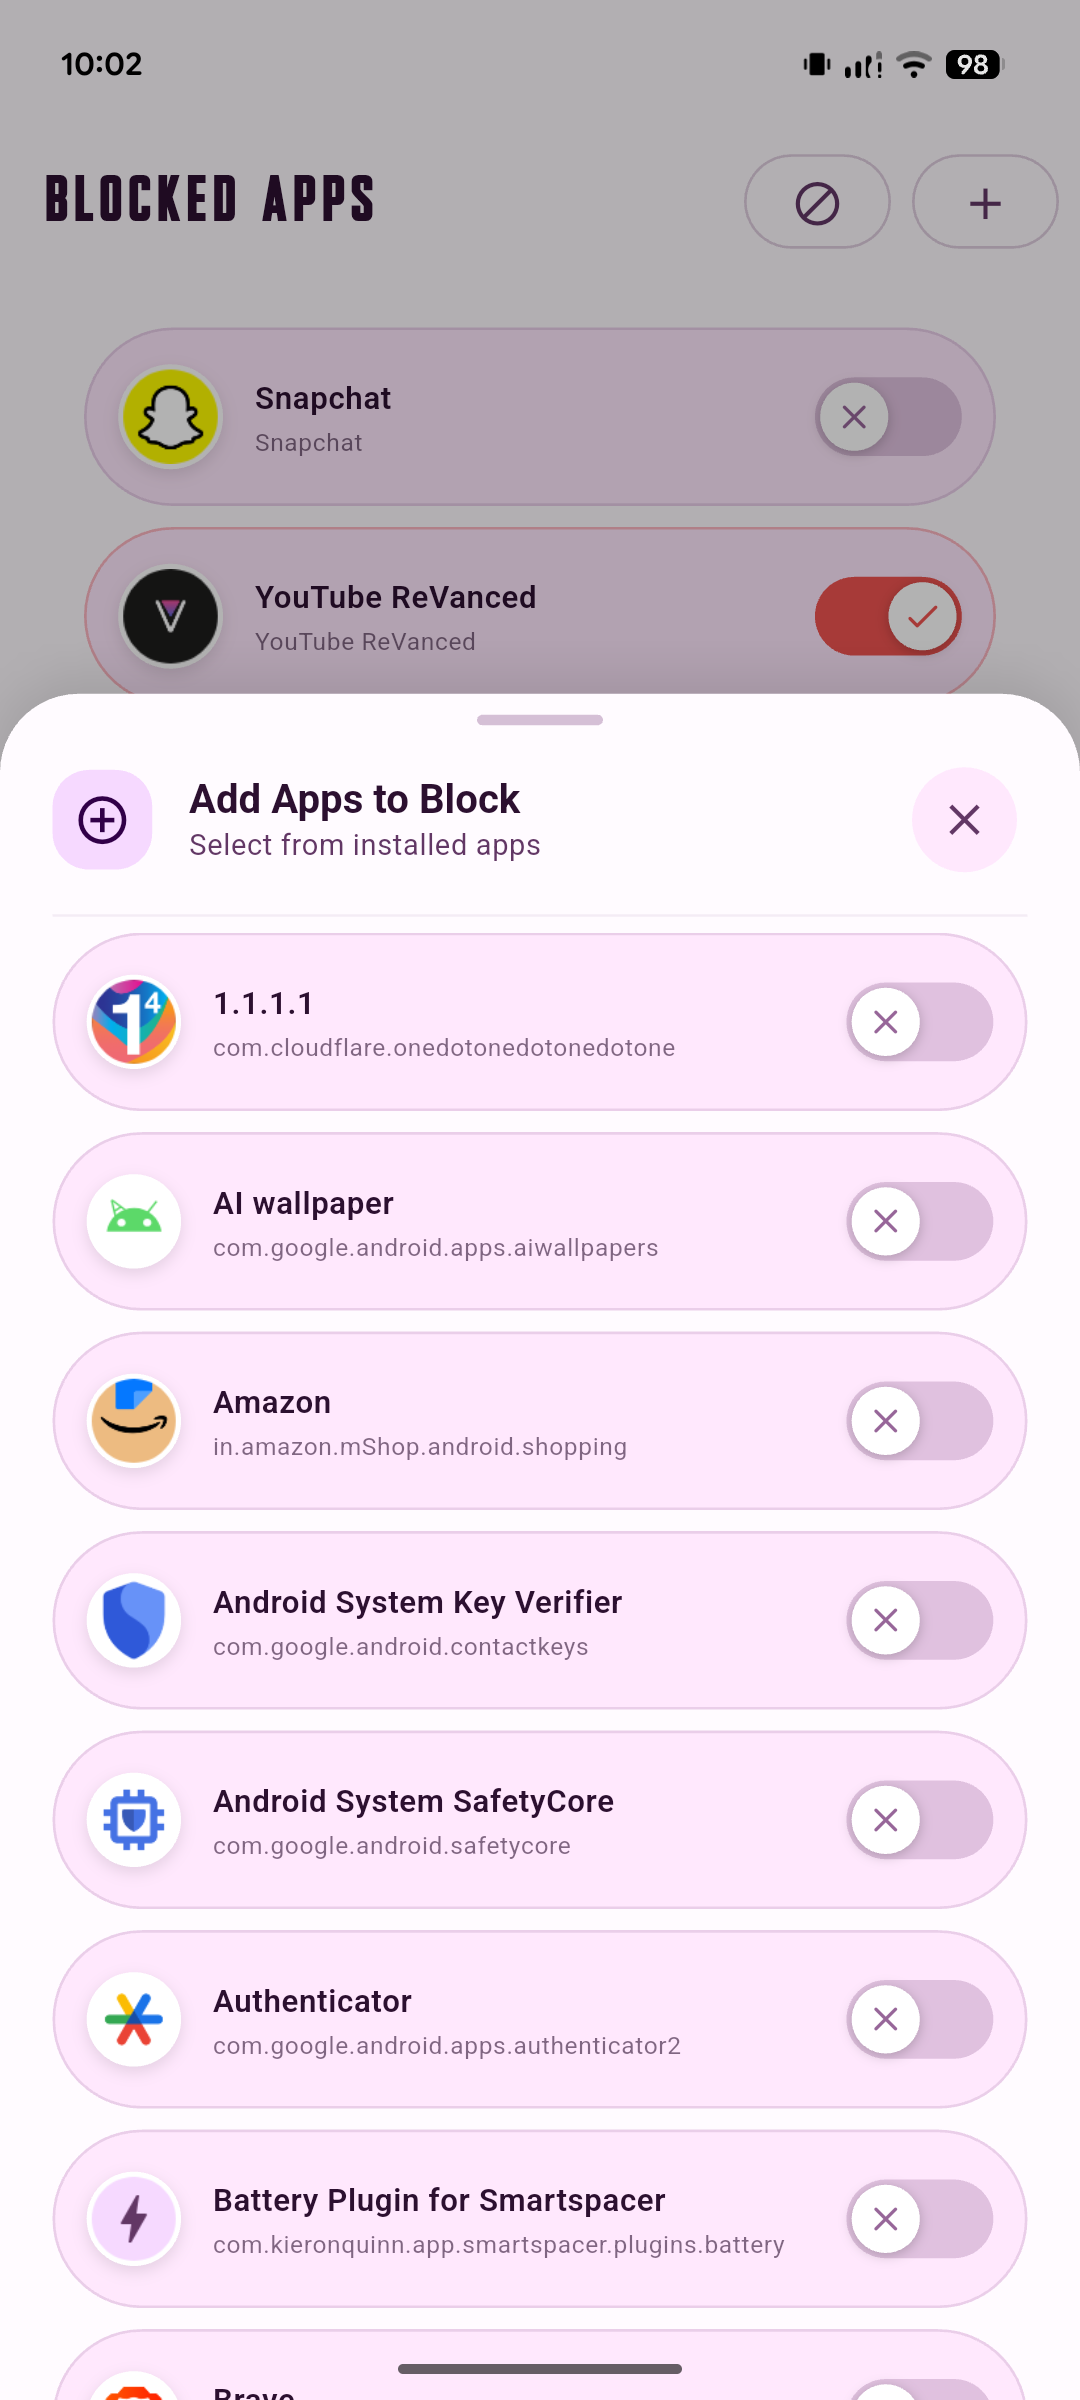 10:02
98
BLOCKED APPS
Snapchat
Snapchat
YouTube ReVanced
YouTube ReVanced
Add Apps to Block
Select from installed apps
1.1.1.1
com.cloudflare.onedotonedotonedotone
AI wallpaper
com.google.android.apps.aiwallpapers
Amazon
in.amazon.mShop.android.shopping
Android System Key Verifier
com.google.android.contactkeys
Android System SafetyCore
com.google.android.safetycore
Authenticator
com.google.android.apps.authenticator2
Battery Plugin for Smartspacer
com.kieronquinn.app.smartspacer.plugins.battery
Brave